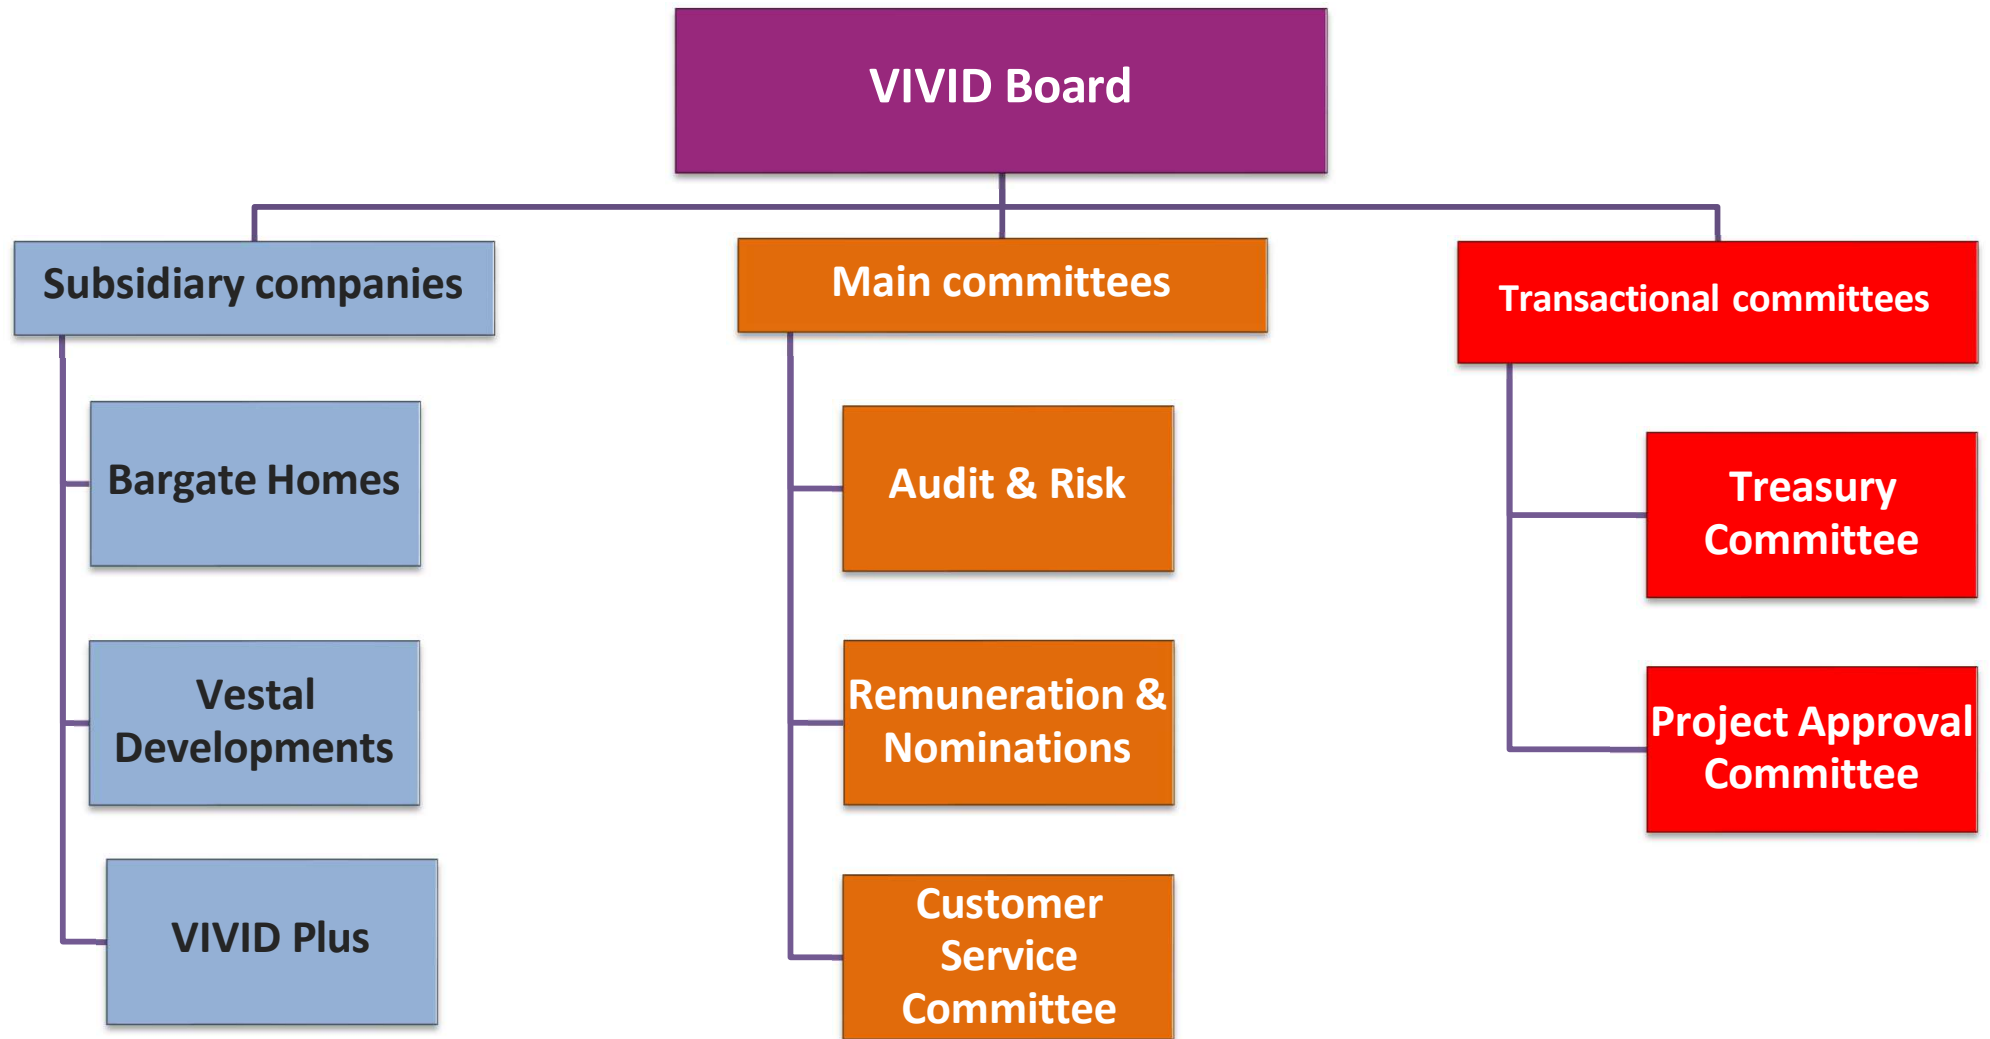 VIVID Board
Subsidiary companies
Main committees
Transactional committees
Bargate Homes
Audit & Risk
Treasury
Committee
Vestal
Developments
Remuneration &
Nominations
Project Approval
Committee
VIVID Plus
Customer
Service
Committee